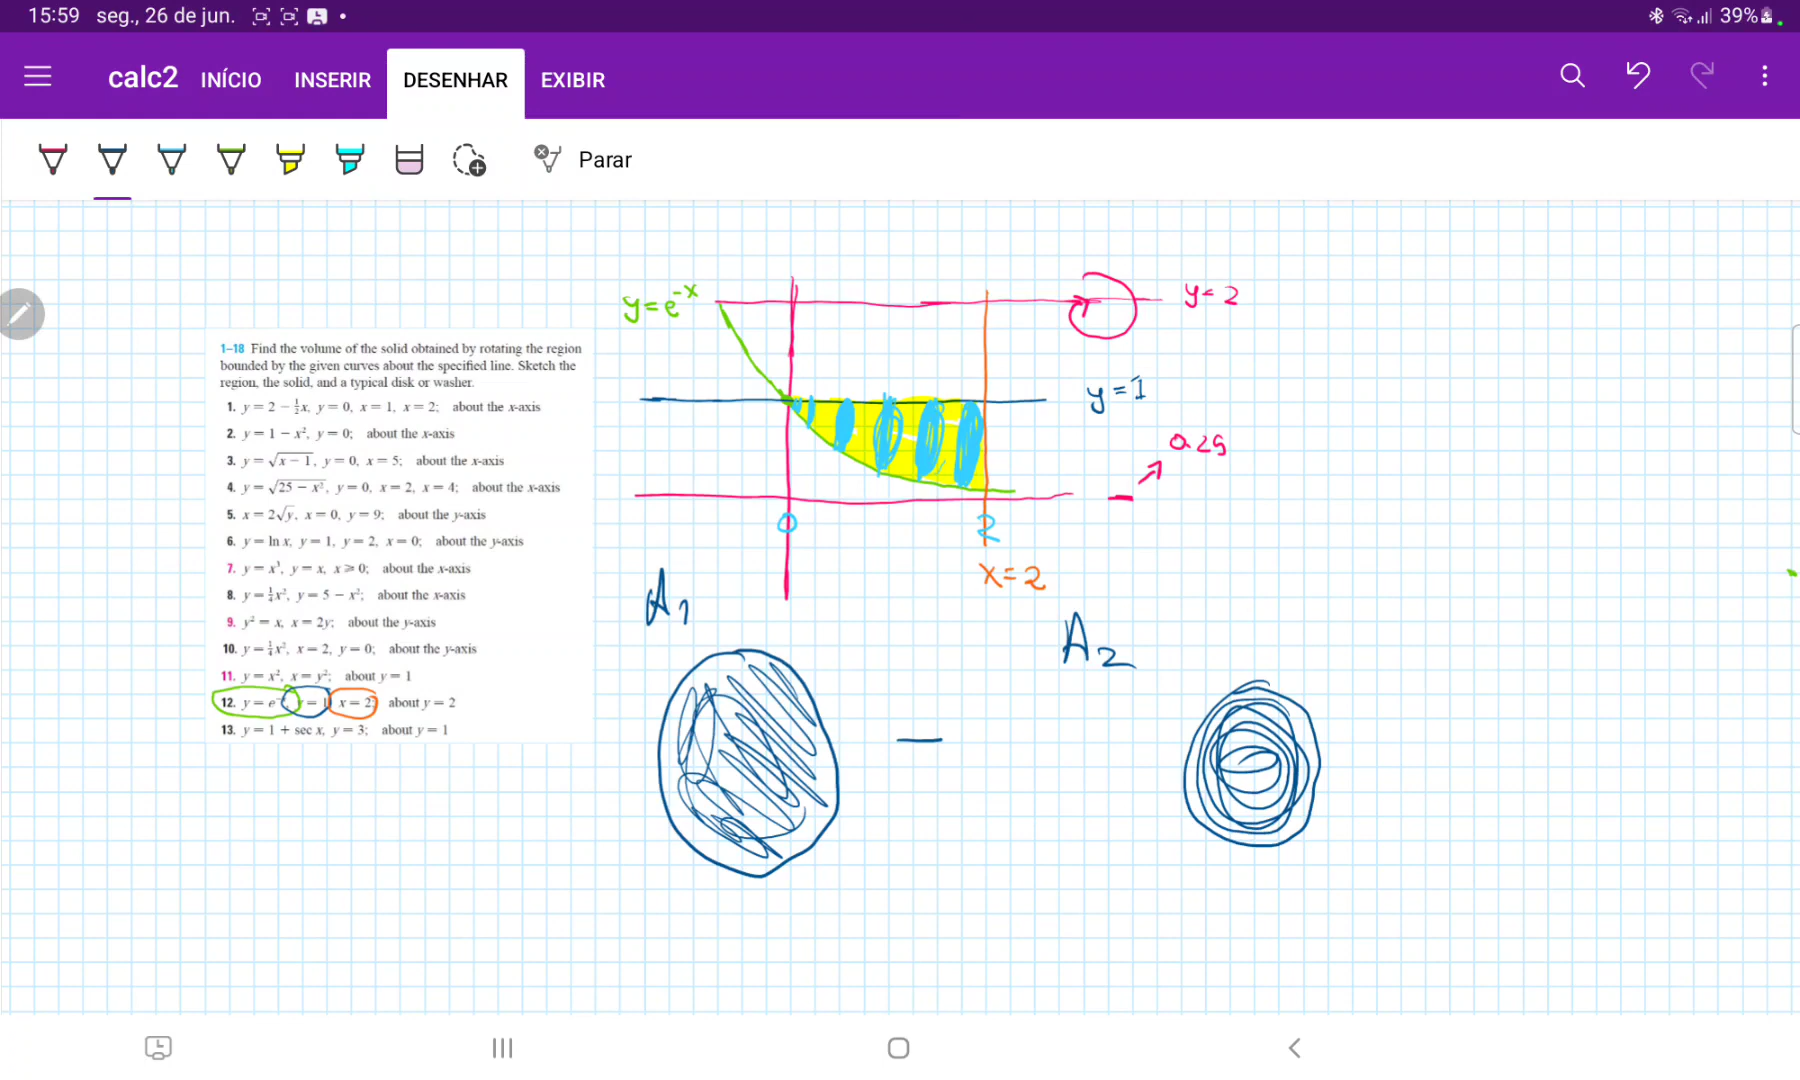 15:59 seg., 26 de jun.
39%
calc2 INÍCIO INSERIR DESENHAR EXIBIR
Parar
y=e^-x
y=2
y=1
0.25
0
2
x=2
1–18 Find the volume of the solid obtained by rotating the region
bounded by the given curves about the specified line. Sketch the
region, the solid, and a typical disk or washer.
1. y = 2 − ½x, y = 0, x = 1, x = 2; about the x-axis
2. y = 1 − x², y = 0; about the x-axis
3. y = √(x − 1), y = 0, x = 5; about the x-axis
4. y = √(25 − x²), y = 0, x = 2, x = 4; about the x-axis
5. x = 2√y, x = 0, y = 9; about the y-axis
6. y = ln x, y = 1, y = 2, x = 0; about the y-axis
7. y = x³, y = x, x ≥ 0; about the x-axis
8. y = ¼x², y = 5 − x²; about the x-axis
9. y² = x, x = 2y; about the y-axis
10. y = ¼x², x = 2, y = 0; about the y-axis
11. y = x², x = y²; about y = 1
12. y = e = 1 x = 2; about y = 2
13. y = 1 + sec x, y = 3; about y = 1
A₁
A₂
−